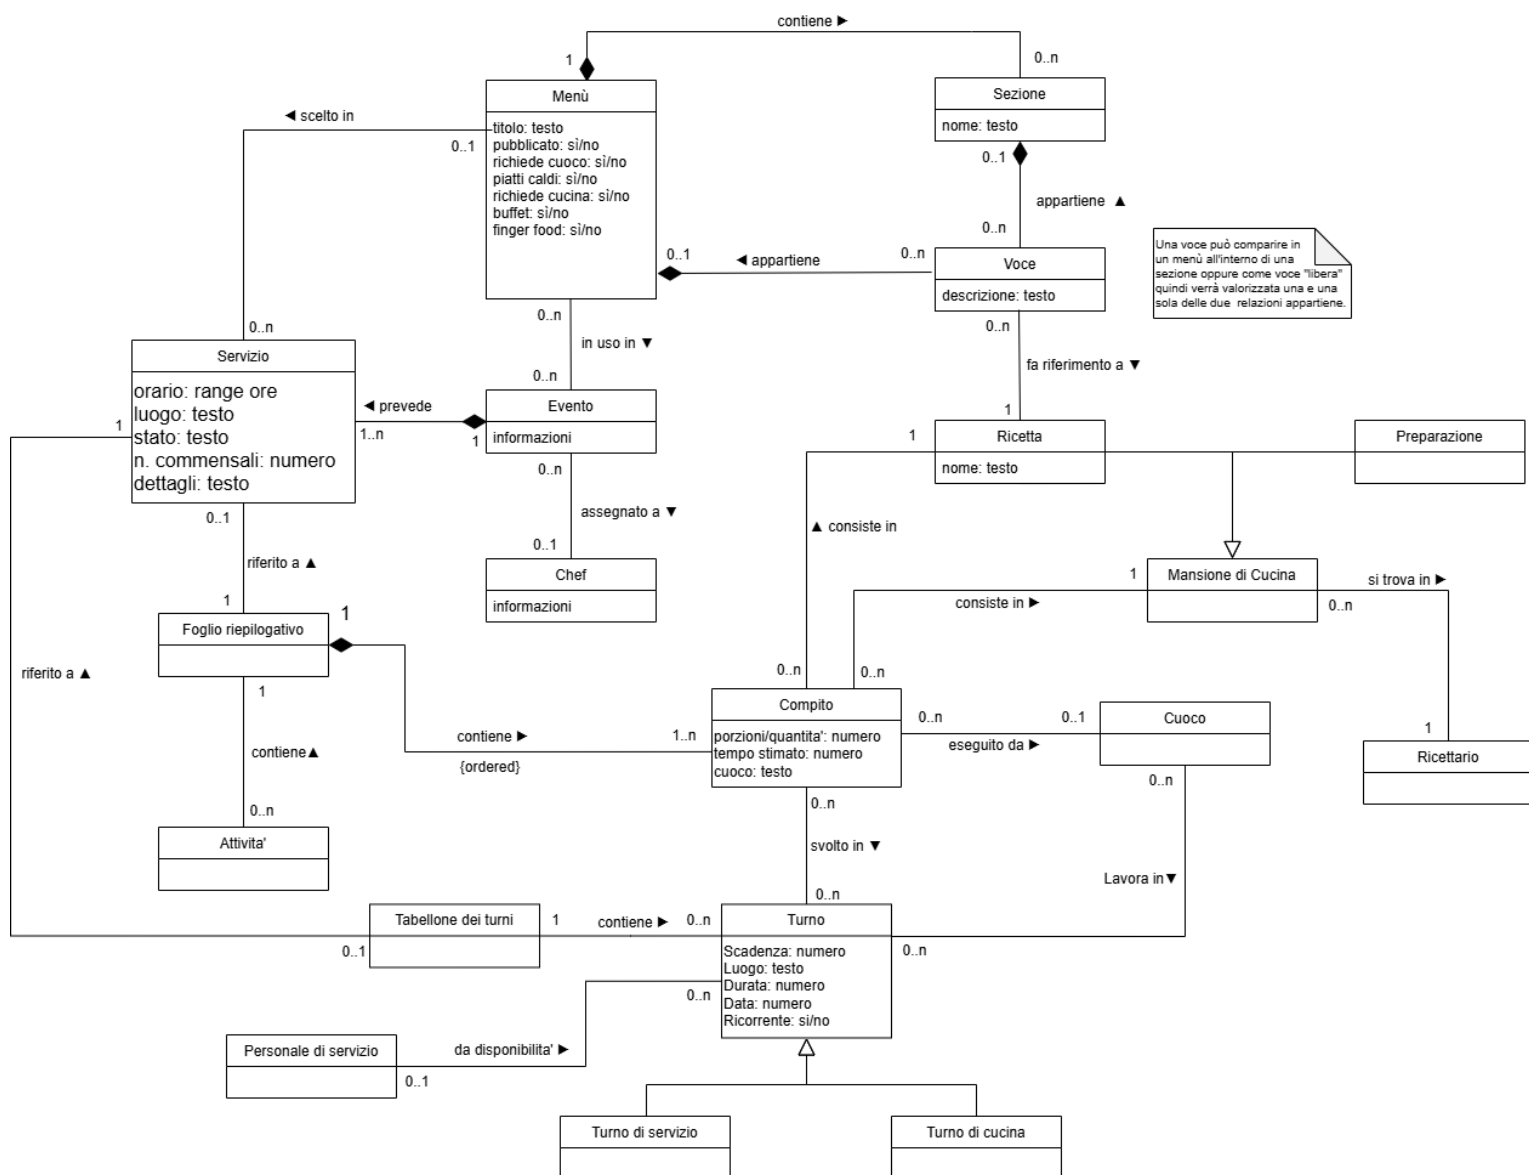 contiene ►
1
0..n
Menù
titolo: testo
pubblicato: sì/no
richiede cuoco: sì/no
piatti caldi: sì/no
richiede cucina: sì/no
buffet: sì/no
finger food: sì/no
Sezione
nome: testo
◄ scelto in
0..1
0..n
0..1
appartiene ▲
0..n
0..1
◄ appartiene
0..n
Voce
descrizione: testo
Una voce può comparire in
un menù all'interno di una
sezione oppure come voce "libera"
quindi verrà valorizzata una e una
sola delle due relazioni appartiene.
0..n
in uso in ▼
0..n
0..n
fa riferimento a ▼
1
Servizio
orario: range ore
luogo: testo
stato: testo
n. commensali: numero
dettagli: testo
◄ prevede
1..n
1
Evento
informazioni
1
1
Ricetta
nome: testo
Preparazione
0..n
assegnato a ▼
0..1
Chef
informazioni
0..1
riferito a ▲
1
▲ consiste in
0..n
Mansione di Cucina
1
consiste in ►
0..n
si trova in ►
0..n
1
Ricettario
Foglio riepilogativo
1
riferito a ▲
0..1
1
contiene▲
0..n
Attivita'
contiene ►
{ordered}
1..n
Compito
porzioni/quantita': numero
tempo stimato: numero
cuoco: testo
0..n
eseguito da ►
0..1
Cuoco
0..n
svolto in ▼
0..n
0..n
Lavora in▼
0..n
Tabellone dei turni
1
contiene ►
0..n
Turno
Scadenza: numero
Luogo: testo
Durata: numero
Data: numero
Ricorrente: si/no
0..n
Personale di servizio
da disponibilita' ►
0..1
Turno di servizio
Turno di cucina